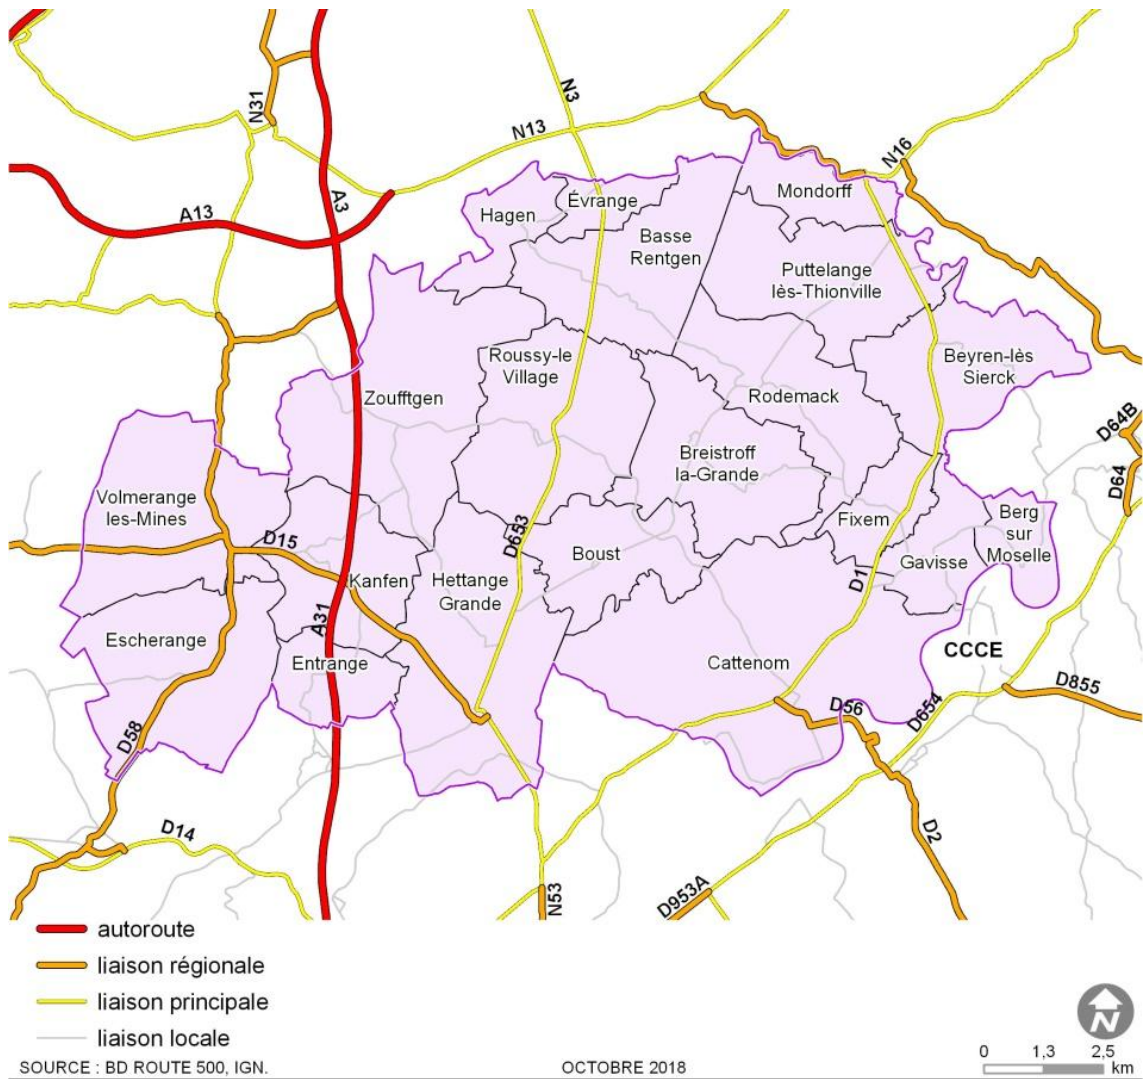 N31
N3
N13
N16
A13
A3
Mondorff
Évrange
Hagen
Basse
Rentgen
Puttelange
lès-Thionville
Roussy-le
Village
Beyren-lès
Sierck
Zoufftgen
Rodemack
D64B
D64
Breistroff
la-Grande
Volmerange
les-Mines
Fixem
Berg
sur
Moselle
D15
D653
Boust
Gavisse
Kanfen
Hettange
Grande
D1
A31
Escherange
Entrange
Cattenom
CCCE
D855
D56
D654
D58
D14
D2
D953A
N53
autoroute
liaison régionale
liaison principale
liaison locale
N
SOURCE : BD ROUTE 500, IGN.
OCTOBRE 2018
0 1,3 2,5
km